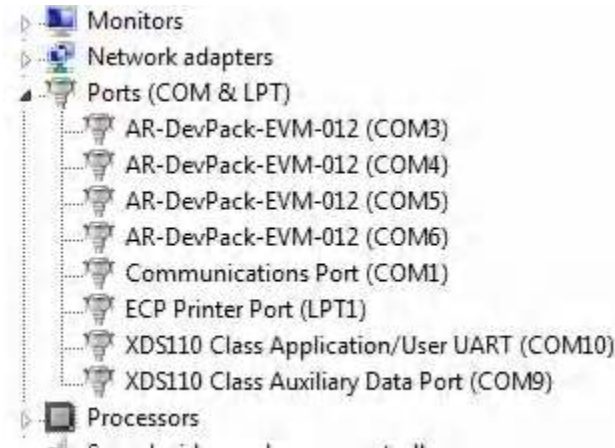 Monitors
Network adapters
Ports (COM & LPT)
AR-DevPack-EVM-012 (COM3)
AR-DevPack-EVM-012 (COM4)
AR-DevPack-EVM-012 (COM5)
AR-DevPack-EVM-012 (COM6)
Communications Port (COM1)
ECP Printer Port (LPT1)
XDS110 Class Application/User UART (COM10)
XDS110 Class Auxiliary Data Port (COM9)
Processors